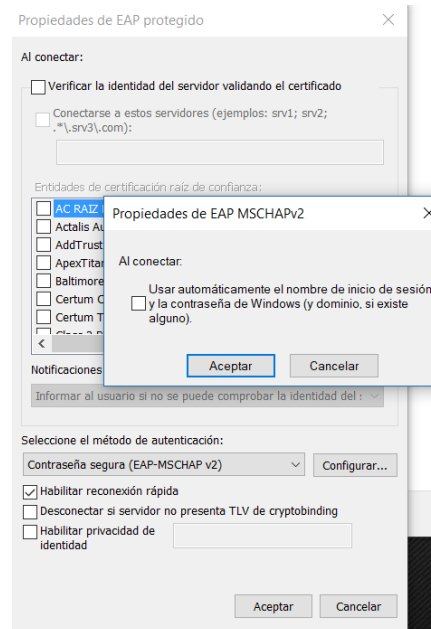 Propiedades de EAP protegido
Al conectar:
Verificar la identidad del servidor validando el certificado
Conectarse a estos servidores (ejemplos: srv1; srv2;
.*\.srv3\.com):
Entidades de certificación raíz de confianza:
AC RAIZ
Actalis
AddTrust
Baltimore
Certum
Certum
Propiedades de EAP MSCHAPv2
Al conectar:
Usar automáticamente el nombre de inicio de sesión
y la contraseña de Windows (y dominio, si existe
alguno).
Aceptar Cancelar
Notificaciones
Informar al usuario si no se puede comprobar la identidad del
Seleccione el método de autenticación:
Contraseña segura (EAP-MSCHAP v2) Configurar...
Habilitar reconexión rápida
Desconectar si servidor no presenta TLV de cryptobinding
Habilitar privacidad de
identidad
Aceptar Cancelar